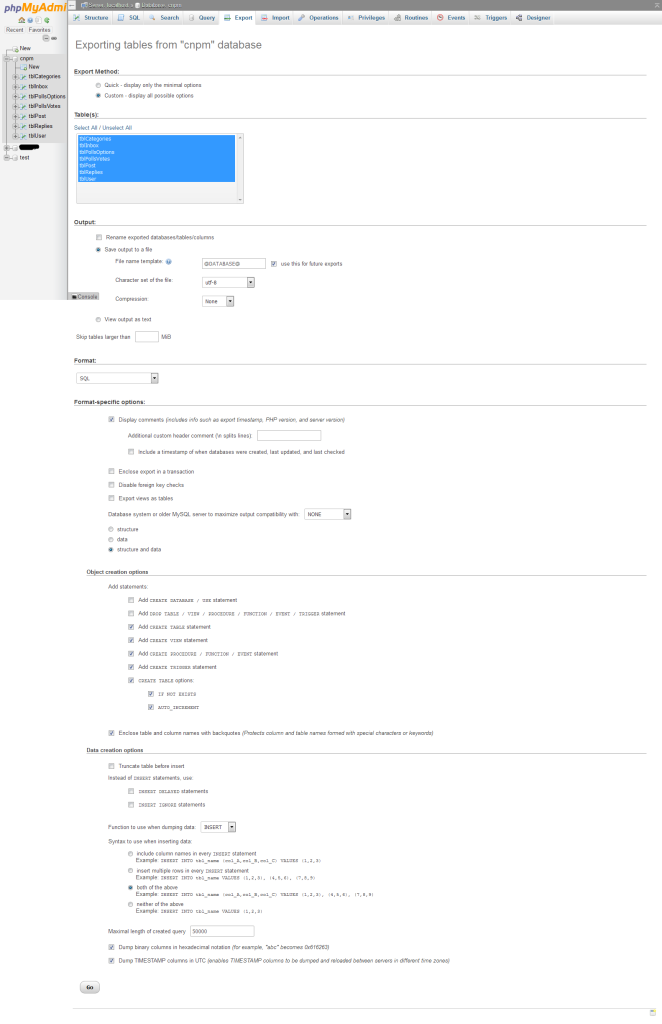 phpMyAdmi
Recent Favorites
New
cnpm
New
tblCategories
tblInbox
tblPollsOptions
tblPollsVotes
tblPost
tblReplies
tblUser
test
Server: localhost » Database: cnpm
Structure SQL Search Query Export Import Operations Privileges Routines Events Triggers Designer
Exporting tables from "cnpm" database
Export Method:
Quick - display only the minimal options
Custom - display all possible options
Table(s):
Select All / Unselect All
tblCategories
tblInbox
tblPollsOptions
tblPollsVotes
tblPost
tblReplies
tblUser
Output:
Rename exported databases/tables/columns
Save output to a file
File name template: @DATABASE@ use this for future exports
Character set of the file: utf-8
Console
Compression: None
View output as text
Skip tables larger than MiB
Format:
SQL
Format-specific options:
Display comments (includes info such as export timestamp, PHP version, and server version)
Additional custom header comment (\n splits lines):
Include a timestamp of when databases were created, last updated, and last checked
Enclose export in a transaction
Disable foreign key checks
Export views as tables
Database system or older MySQL server to maximize output compatibility with: NONE
structure
data
structure and data
Object creation options
Add statements:
Add CREATE DATABASE / USE statement
Add DROP TABLE / VIEW / PROCEDURE / FUNCTION / EVENT / TRIGGER statement
Add CREATE TABLE statement
Add CREATE VIEW statement
Add CREATE PROCEDURE / FUNCTION / EVENT statement
Add CREATE TRIGGER statement
CREATE TABLE options:
IF NOT EXISTS
AUTO_INCREMENT
Enclose table and column names with backquotes (Protects column and table names formed with special characters or keywords)
Data creation options
Truncate table before insert
Instead of INSERT statements, use:
INSERT DELAYED statements
INSERT IGNORE statements
Function to use when dumping data: INSERT
Syntax to use when inserting data:
include column names in every INSERT statement
Example: INSERT INTO tbl_name (col_A,col_B,col_C) VALUES (1,2,3)
insert multiple rows in every INSERT statement
Example: INSERT INTO tbl_name VALUES (1,2,3), (4,5,6), (7,8,9)
both of the above
Example: INSERT INTO tbl_name (col_A,col_B,col_C) VALUES (1,2,3), (4,5,6), (7,8,9)
neither of the above
Example: INSERT INTO tbl_name VALUES (1,2,3)
Maximal length of created query 50000
Dump binary columns in hexadecimal notation (for example, "abc" becomes 0x616263)
Dump TIMESTAMP columns in UTC (enables TIMESTAMP columns to be dumped and reloaded between servers in different time zones)
Go